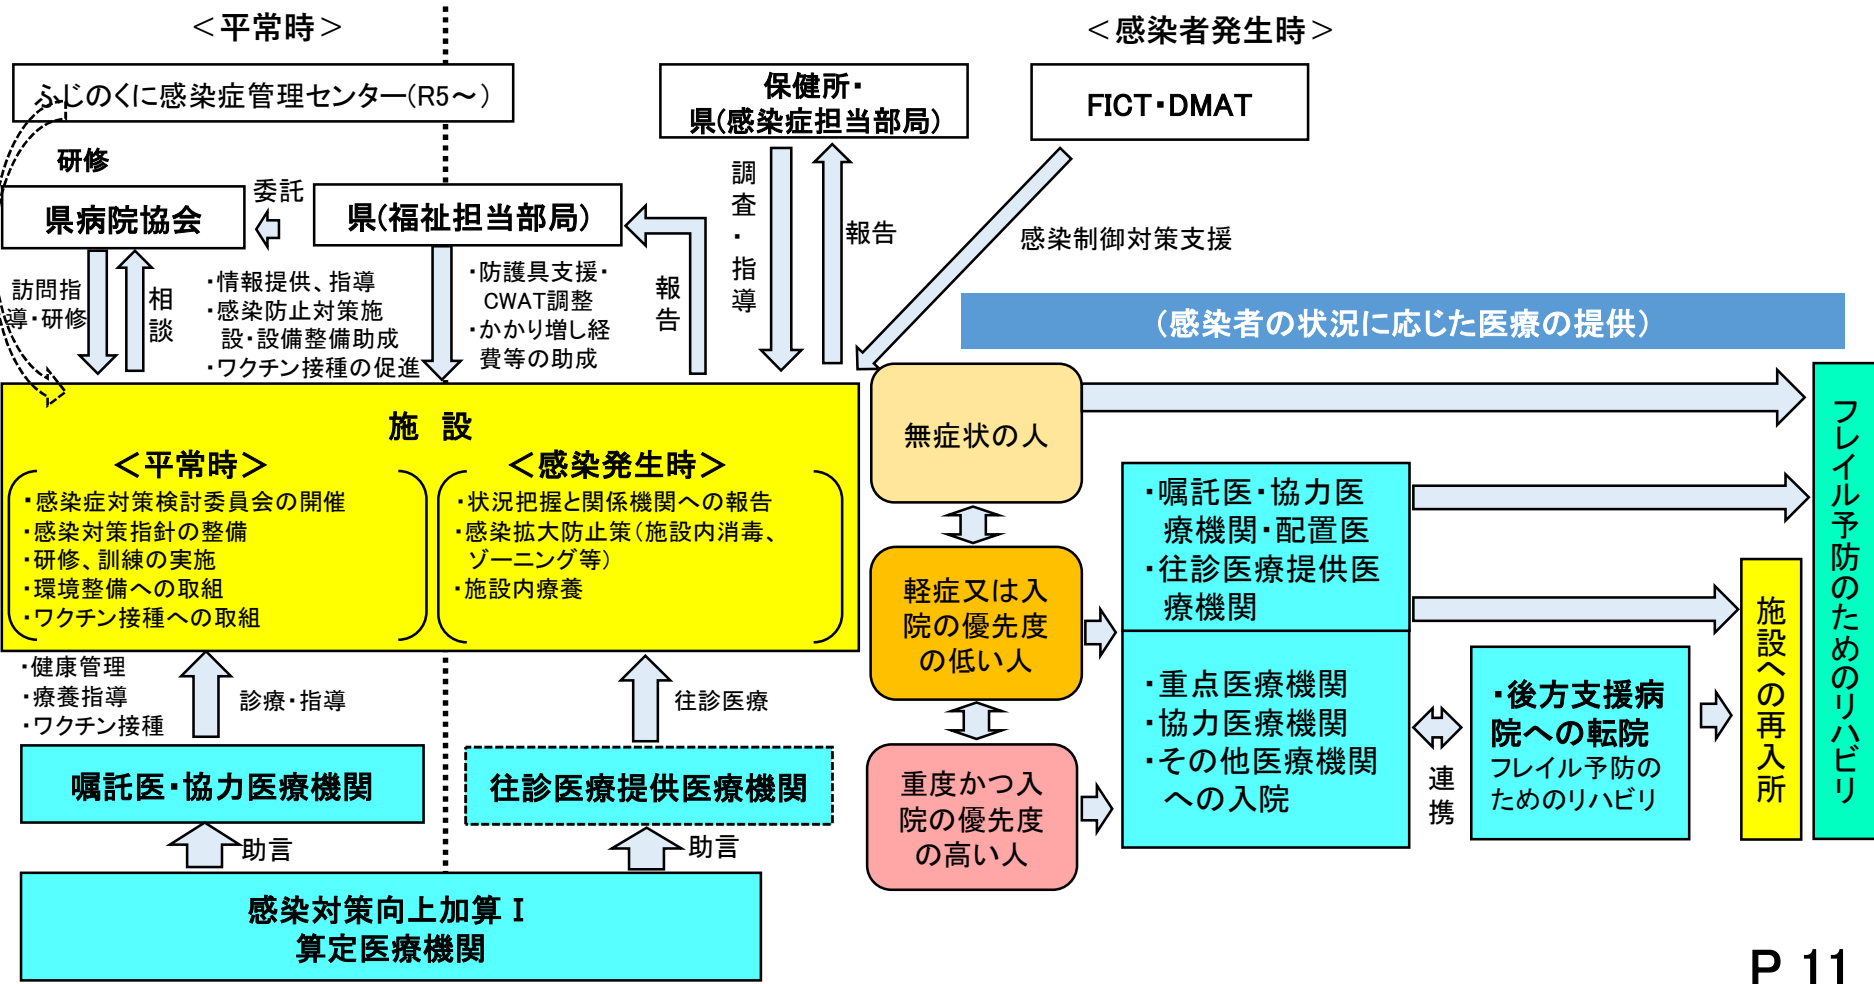 ＜平常時＞
＜感染者発生時＞
ふじのくに感染症管理センター(R5～)
保健所・
県(感染症担当部局)
FICT・DMAT
研修
県病院協会
委託
県(福祉担当部局)
訪問指
導・研修
相談
・情報提供、指導
・感染防止対策施
設・設備整備助成
・ワクチン接種の促進
・防護具支援・
CWAT調整
・かかり増し経
費等の助成
報告
調査・指導
報告
感染制御対策支援
（感染者の状況に応じた医療の提供）
施 設
＜平常時＞
・感染症対策検討委員会の開催
・感染対策指針の整備
・研修、訓練の実施
・環境整備への取組
・ワクチン接種への取組
＜感染発生時＞
・状況把握と関係機関への報告
・感染拡大防止策（施設内消毒、
ゾーニング等）
・施設内療養
・健康管理
・療養指導
・ワクチン接種
診療・指導
往診医療
嘱託医・協力医療機関
往診医療提供医療機関
助言
助言
感染対策向上加算Ⅰ
算定医療機関
無症状の人
軽症又は入
院の優先度
の低い人
重度かつ入
院の優先度
の高い人
・嘱託医・協力医
療機関・配置医
・往診医療提供医
療機関
・重点医療機関
・協力医療機関
・その他医療機関
への入院
連携
・後方支援病
院への転院
フレイル予防の
ためのリハビリ
施設への再入所
フレイル予防のためのリハビリ
P 11